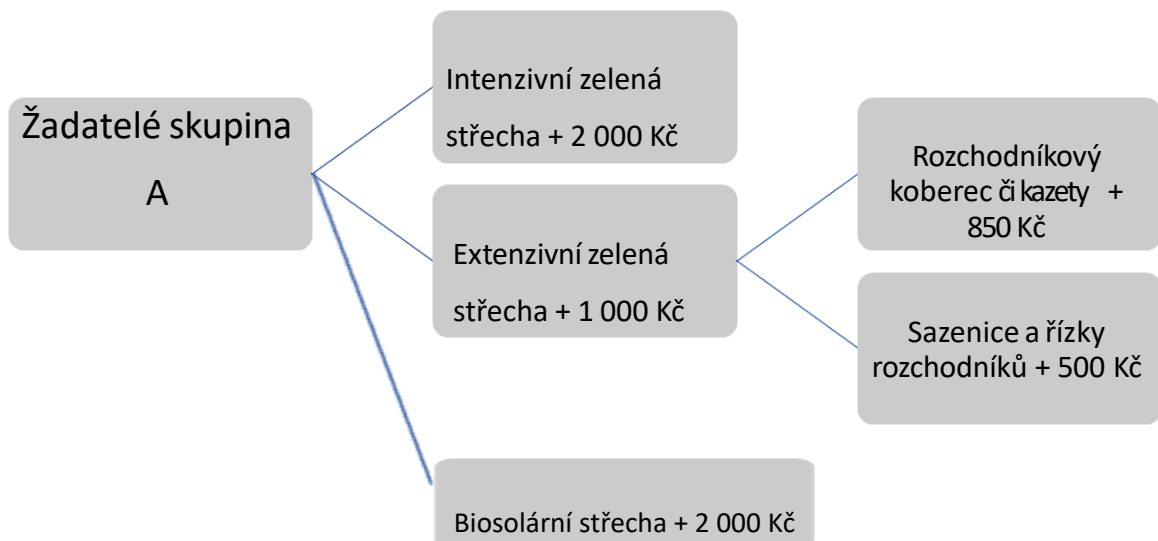 Žadatelé skupina
A
Intenzivní zelená
střecha + 2 000 Kč
Extenzivní zelená
střecha + 1 000 Kč
Rozchodníkový
koberec či kazety +
850 Kč
Sazenice a řízky
rozchodníků + 500 Kč
Biosolární střecha + 2 000 Kč